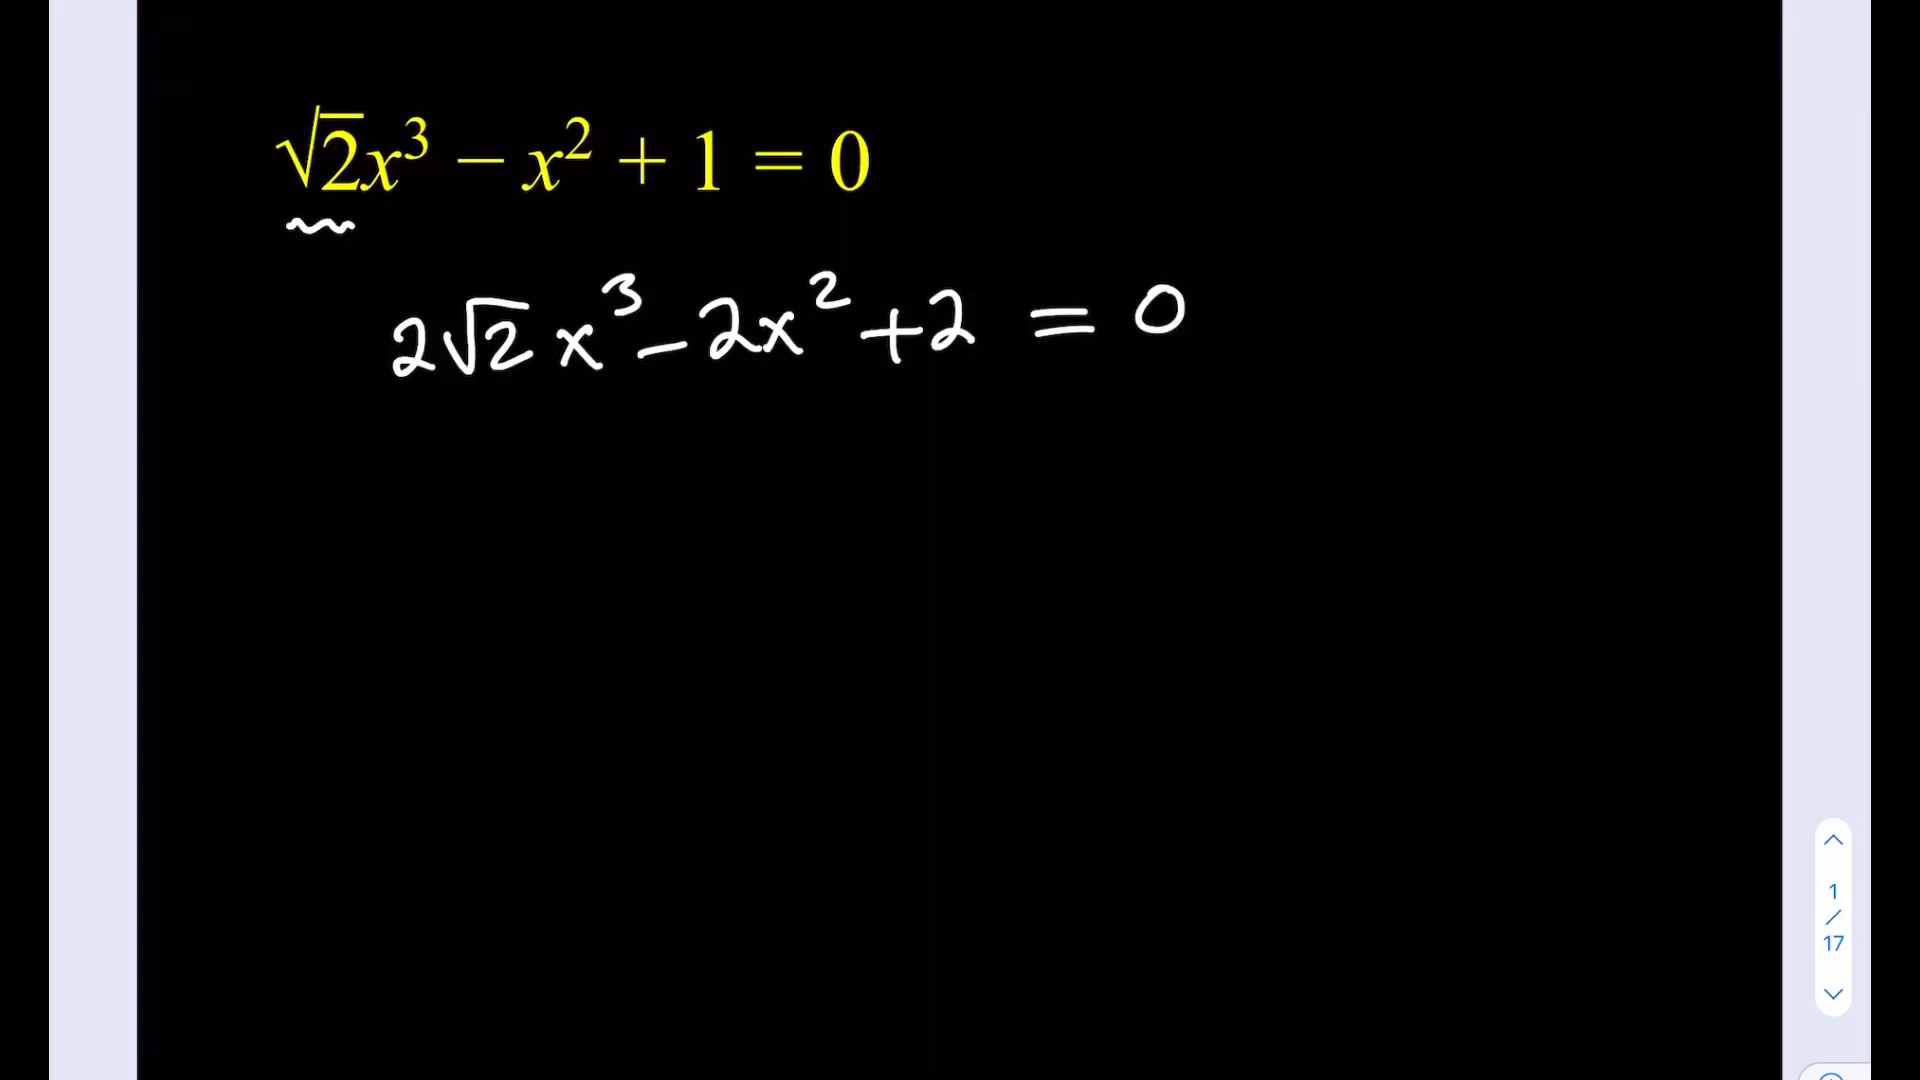 √2x³ − x² + 1 = 0
2√2 x³ − 2x² + 2 = 0
1
/
17